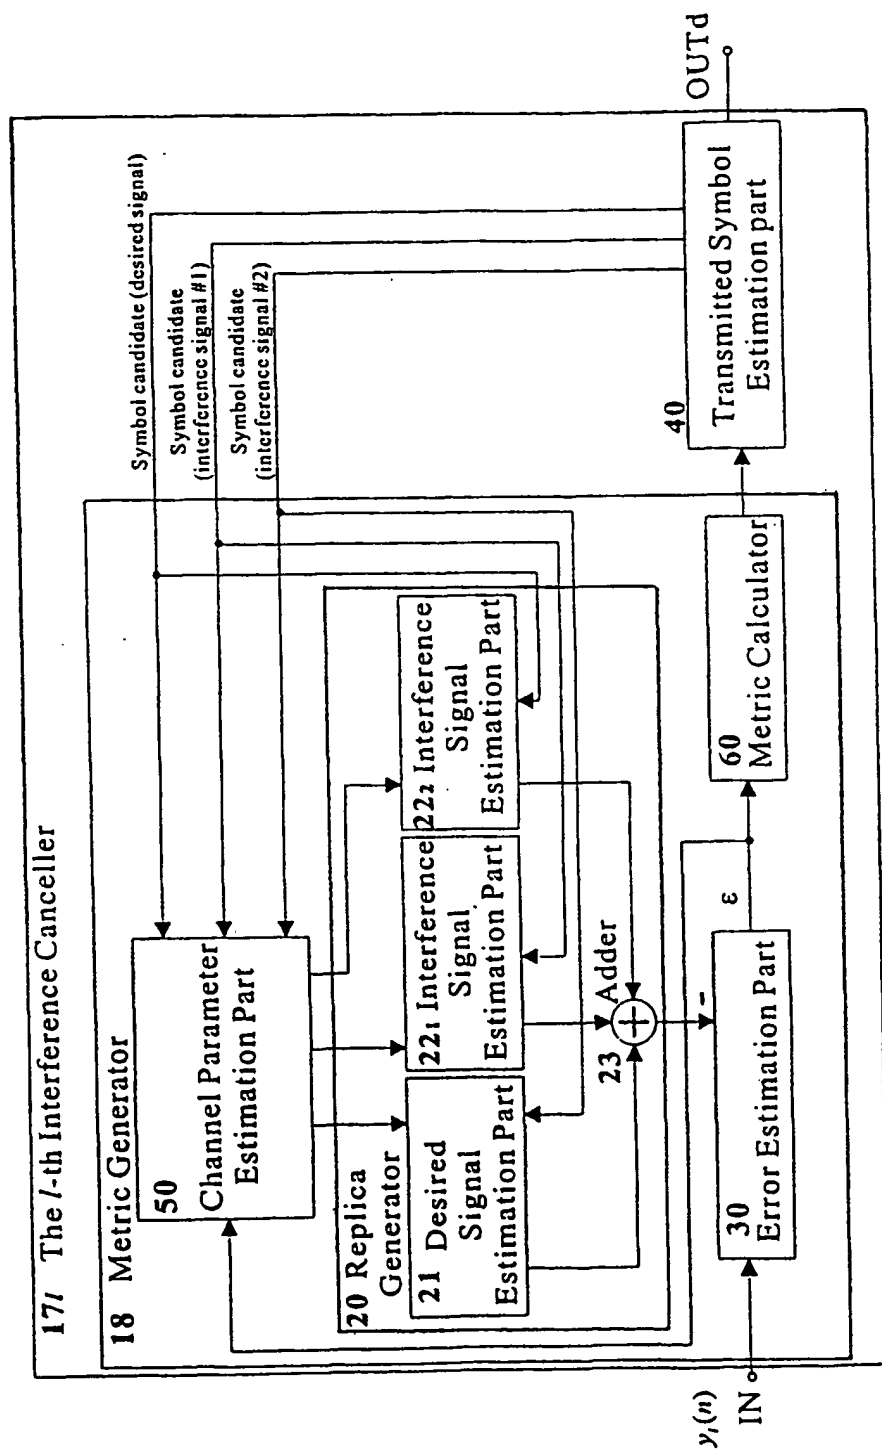 17l The l-th Interference Canceller
18 Metric Generator
50
Channel Parameter
Estimation Part
Symbol candidate (desired signal)
Symbol candidate
(interference signal #1)
Symbol candidate
(interference signal #2)
20 Replica
Generator
21 Desired
Signal
Estimation Part
221 Interference
Signal
Estimation Part
222 Interference
Signal
Estimation Part
23
Adder
+
-
30
Error Estimation Part
ε
60
Metric Calculator
40
Transmitted Symbol
Estimation part
yl(n)
IN
OUTd